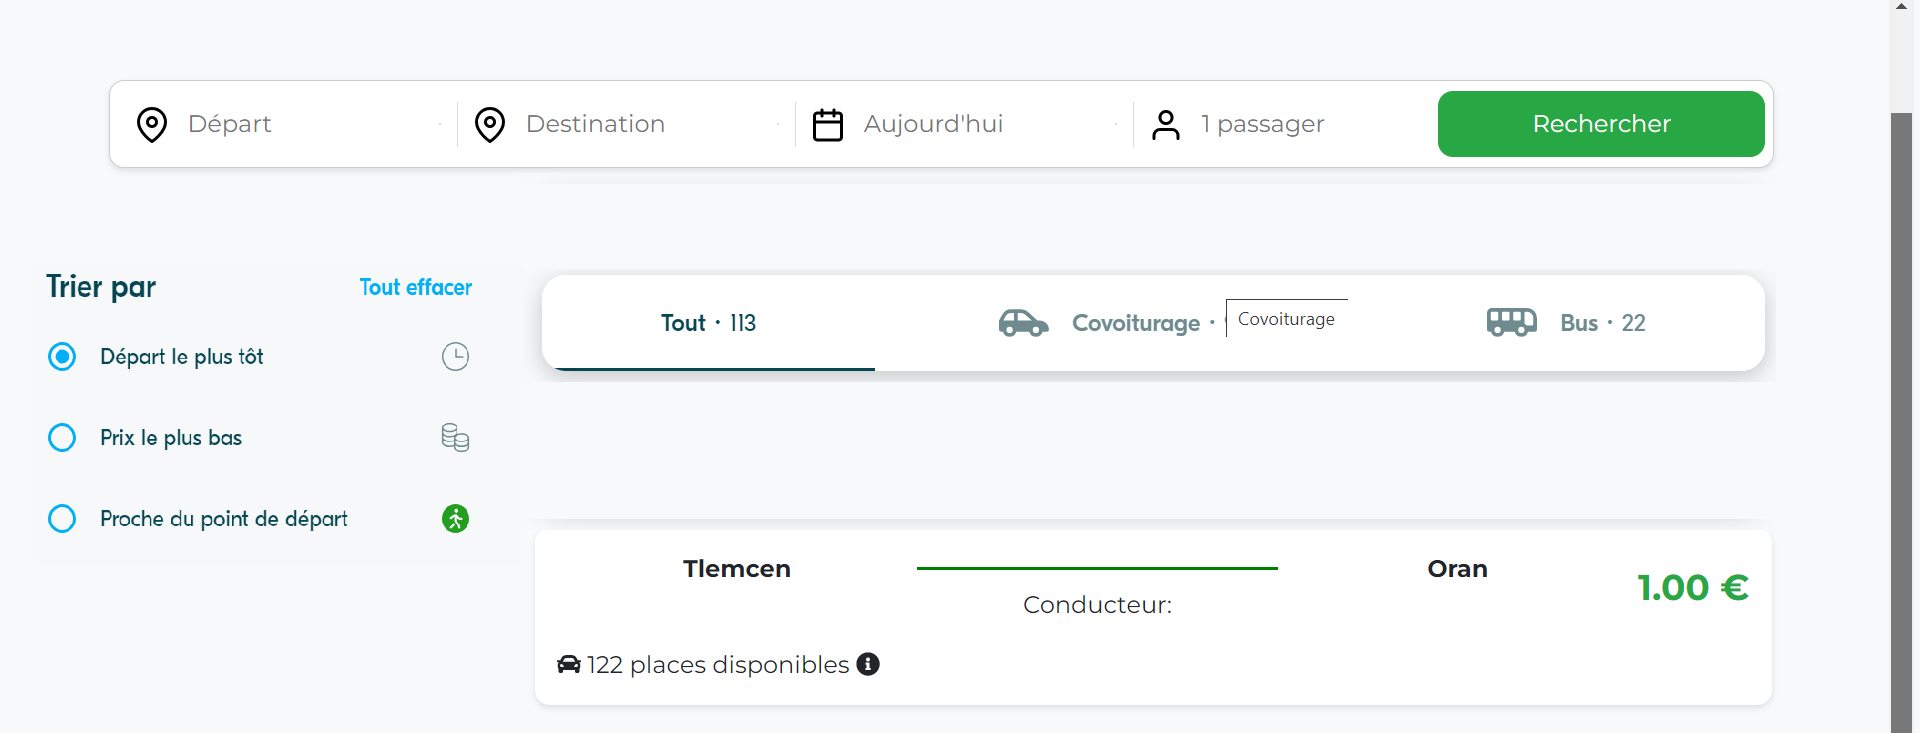 Départ
Destination
Aujourd'hui
1 passager
Rechercher
Trier par
Tout effacer
Départ le plus tôt
Prix le plus bas
Proche du point de départ
Tout · 113
Covoiturage ·
Covoiturage
Bus · 22
Tlemcen
Oran
1.00 €
Conducteur:
122 places disponibles